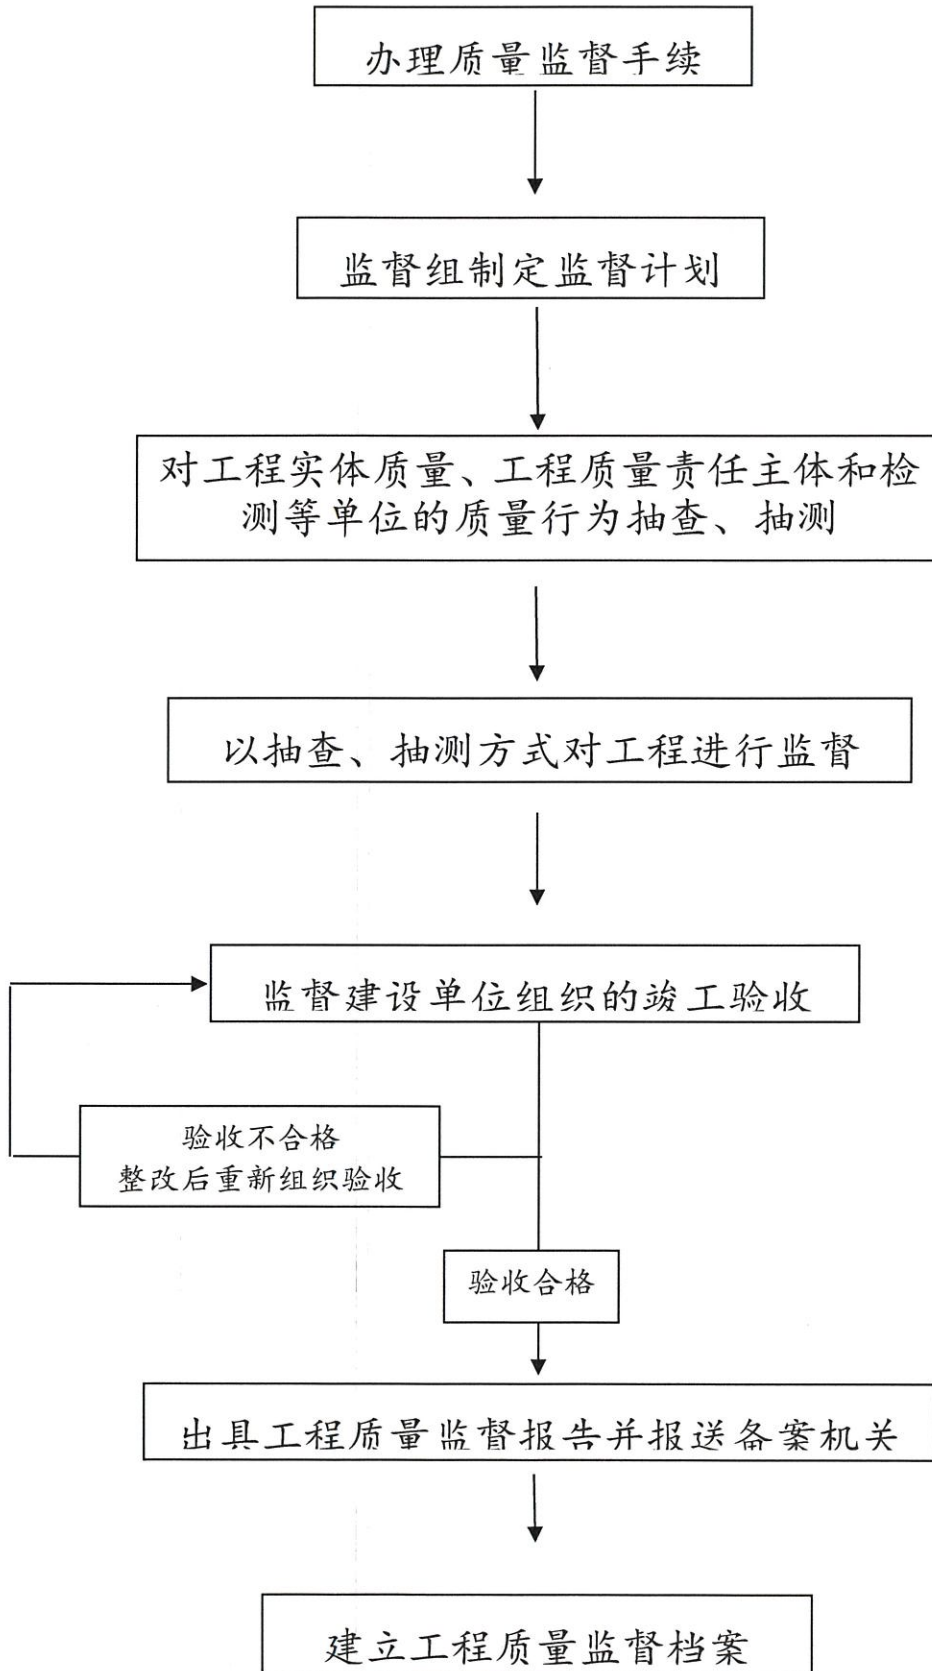 办理质量监督手续
监督组制定监督计划
对工程实体质量、工程质量责任主体和检
测等单位的质量行为抽查、抽测
以抽查、抽测方式对工程进行监督
监督建设单位组织的竣工验收
验收不合格
整改后重新组织验收
验收合格
出具工程质量监督报告并报送备案机关
建立工程质量监督档案